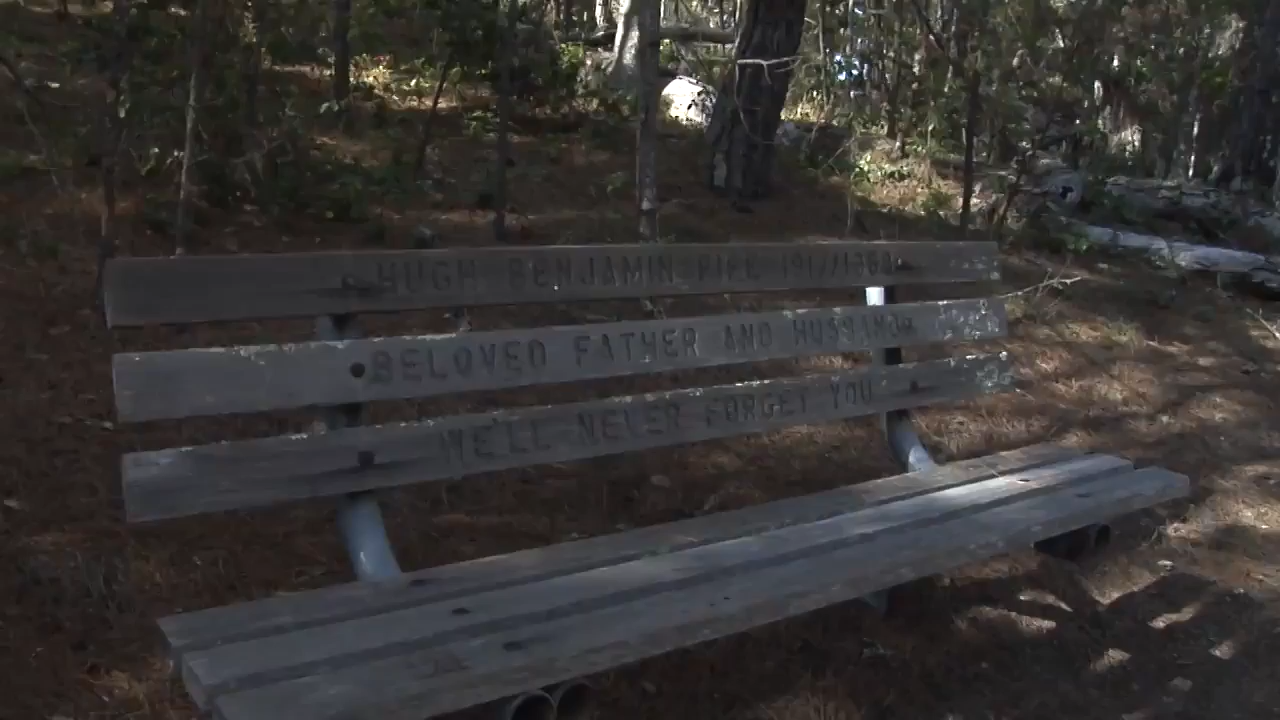 HUGH BENJAMIN
BELOVED FATHER AND HUSBAND
WE'LL NEVER FORGET YOU